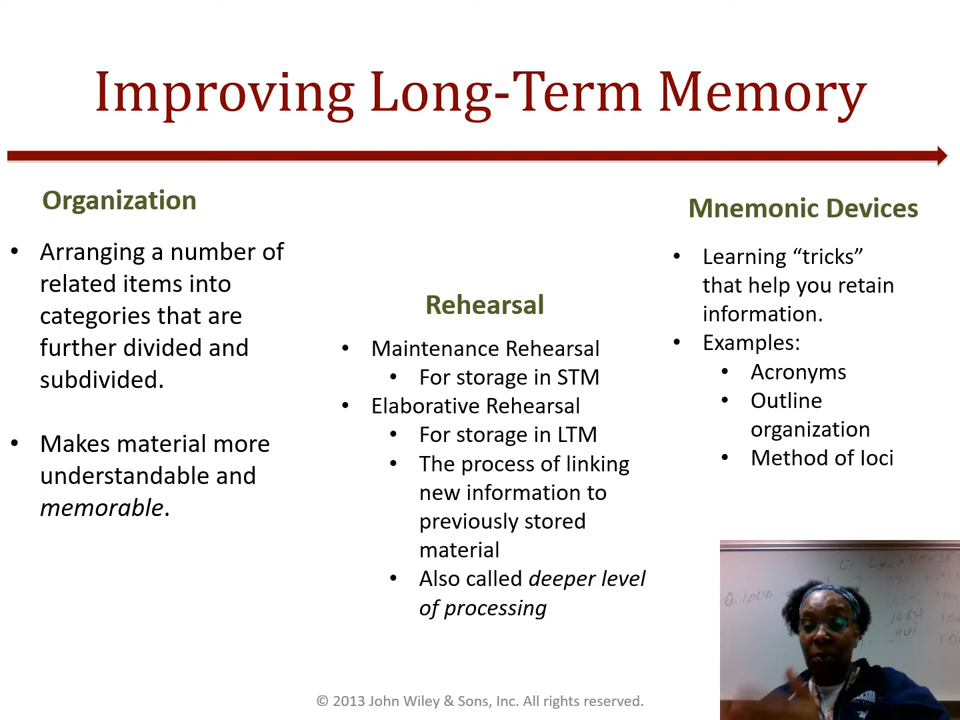 Improving Long-Term Memory
Organization
• Arranging a number of
related items into
categories that are
further divided and
subdivided.
• Makes material more
understandable and
memorable.
Rehearsal
• Maintenance Rehearsal
• For storage in STM
• Elaborative Rehearsal
• For storage in LTM
• The process of linking
new information to
previously stored
material
• Also called deeper level
of processing
Mnemonic Devices
• Learning “tricks”
that help you retain
information.
• Examples:
• Acronyms
• Outline
organization
• Method of loci
© 2013 John Wiley & Sons, Inc. All rights reserved.